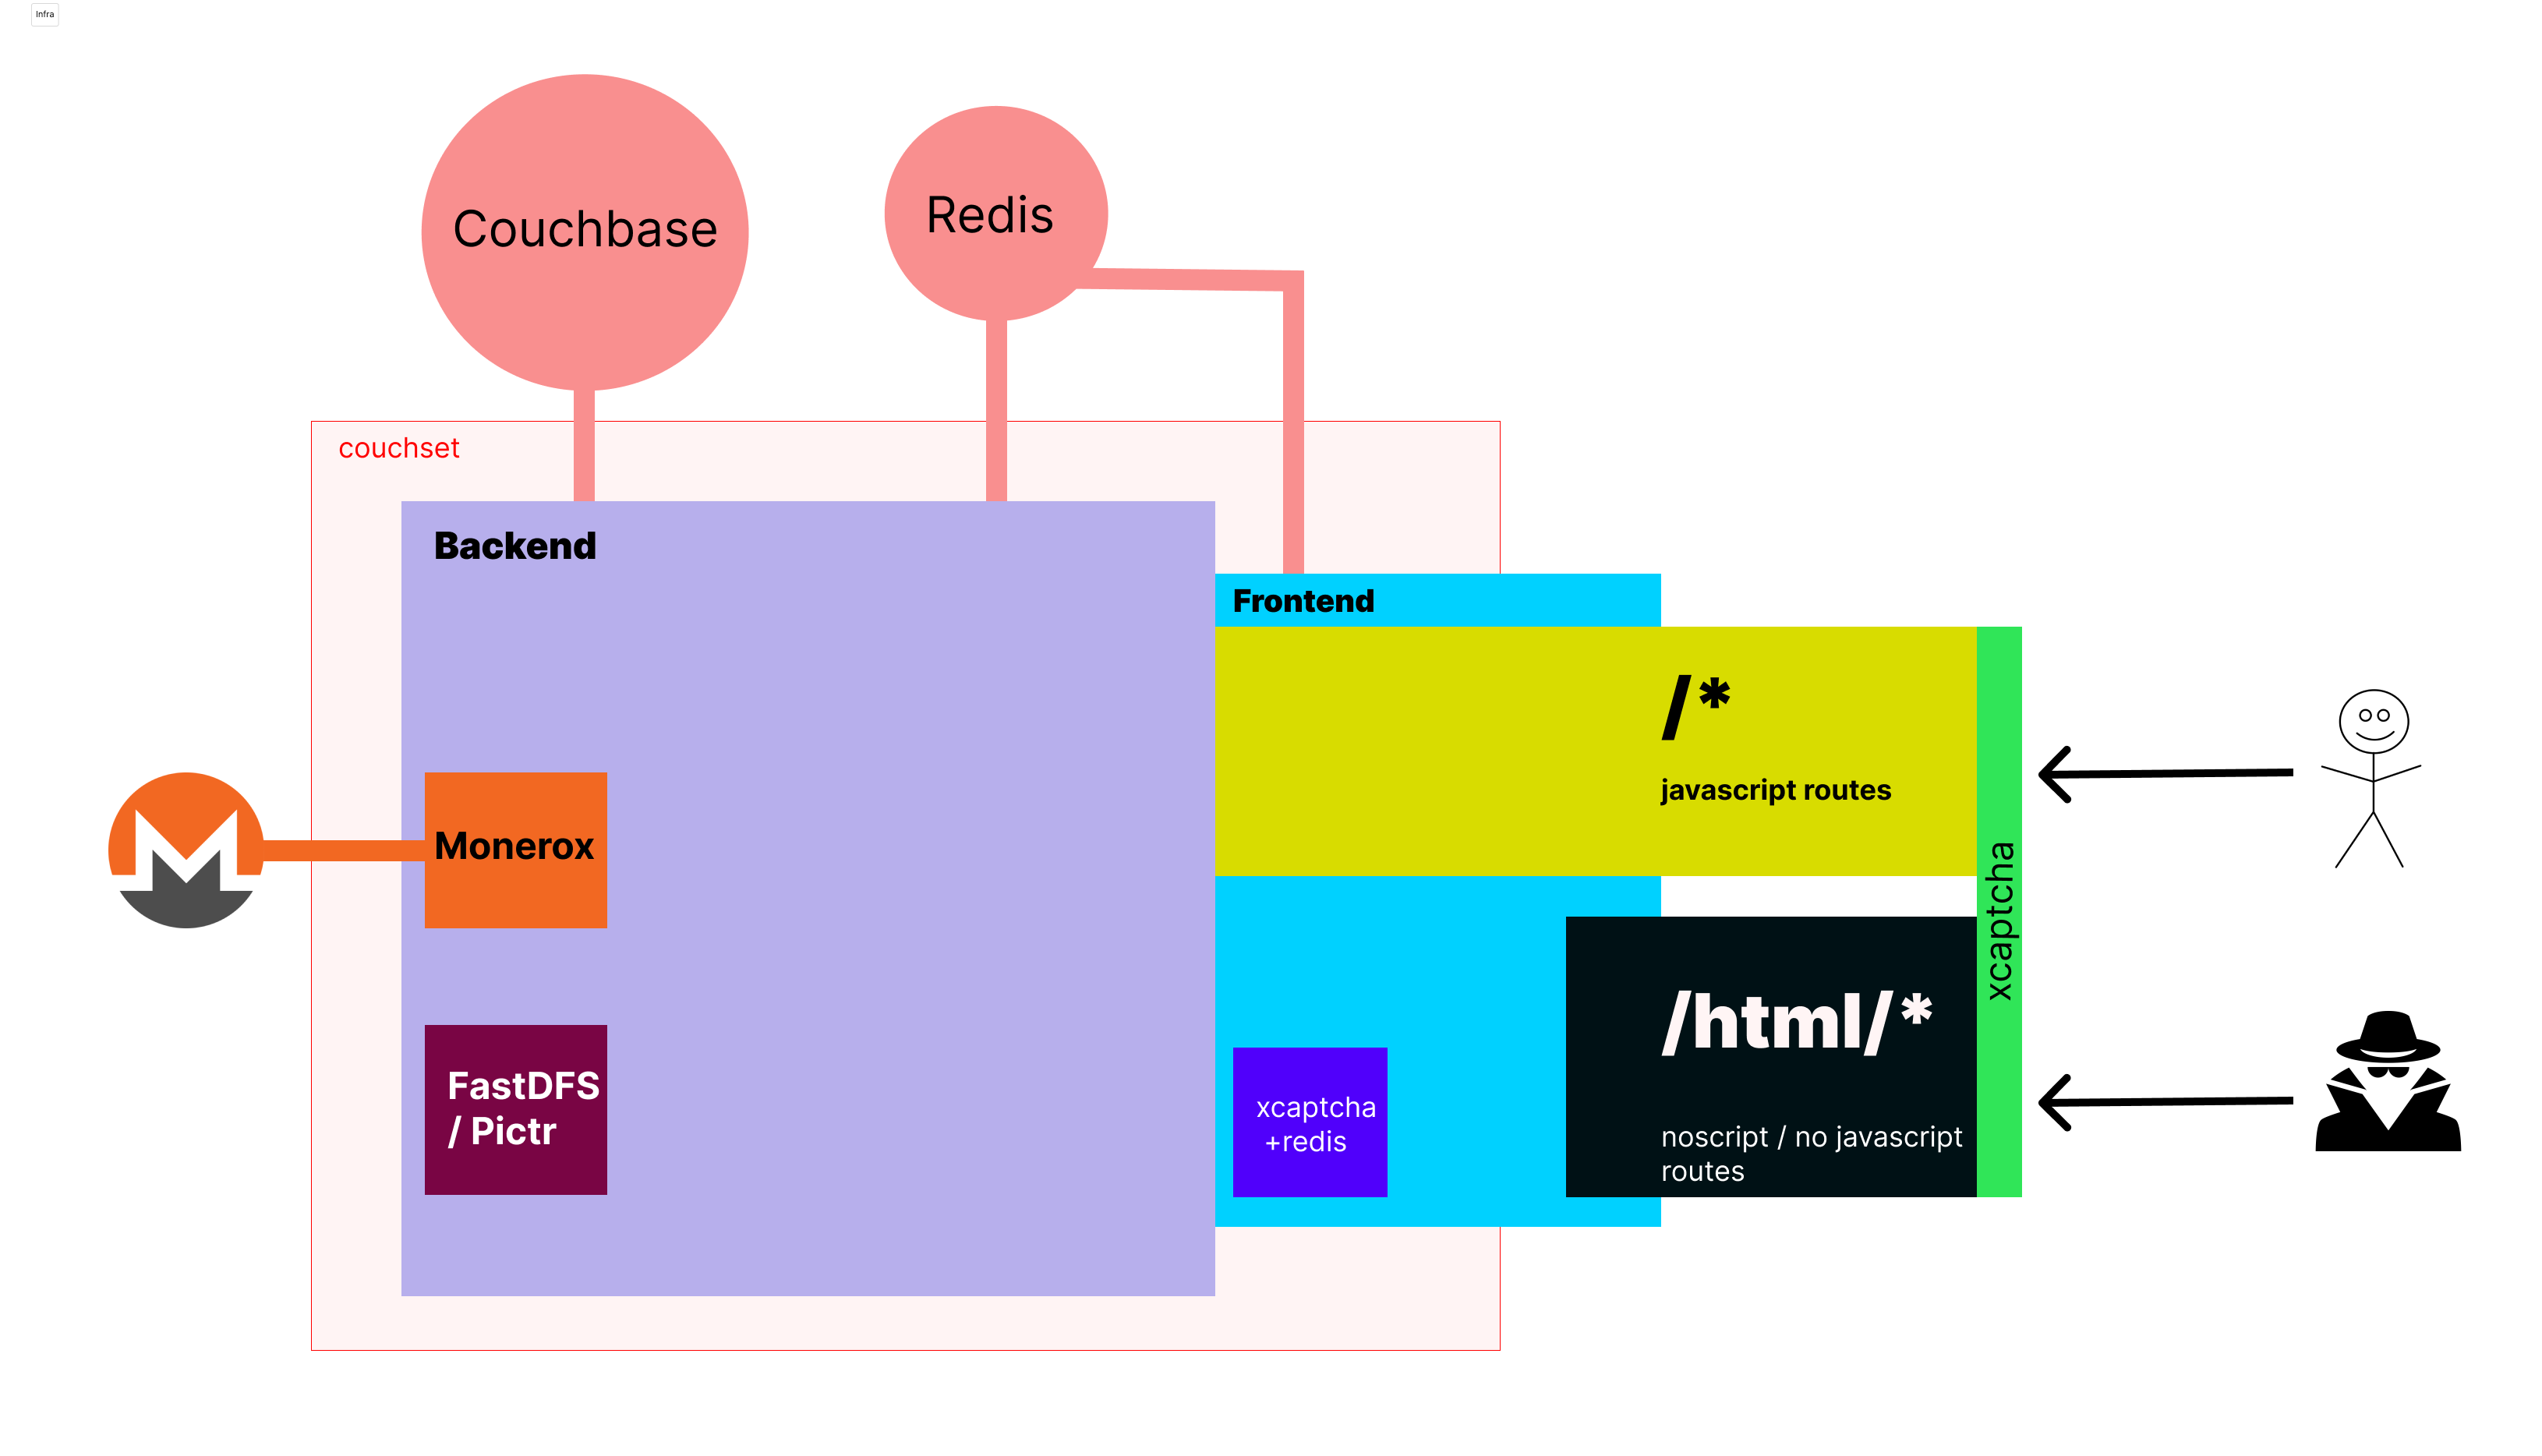 Infra
Couchbase
Redis
couchset
Backend
Frontend
/*
javascript routes
Monerox
xcaptcha
/html/*
FastDFS
/ Pictr
xcaptcha
+redis
noscript / no javascript
routes